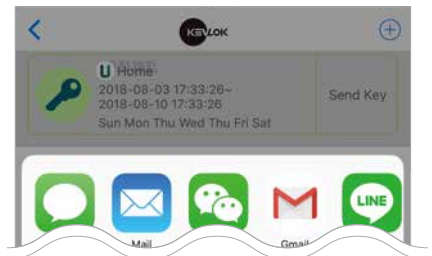 KEVLOK
U Home
2018-08-03 17:33:26~
2018-08-10 17:33:26
Sun Mon Thu Wed Thu Fri Sat
Send Key
LINE
Mail
Gmail